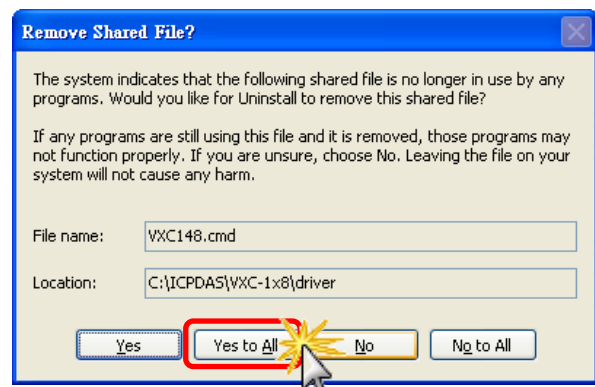 Remove Shared File?
The system indicates that the following shared file is no longer in use by any
programs. Would you like for Uninstall to remove this shared file?
If any programs are still using this file and it is removed, those programs may
not function properly. If you are unsure, choose No. Leaving the file on your
system will not cause any harm.
File name: VXC148.cmd
Location: C:\ICPDAS\VXC-1x8\driver
Yes Yes to All No No to All